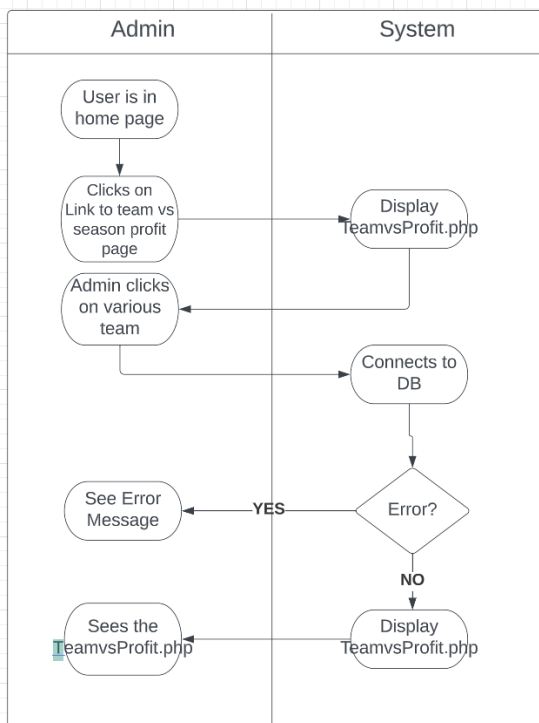 Admin
System
User is in
home page
Clicks on
Link to team vs
season profit
page
Display
TeamvsProfit.php
Admin clicks
on various
team
Connects to
DB
Error?
YES
See Error
Message
NO
Display
TeamvsProfit.php
Sees the
TeamvsProfit.php